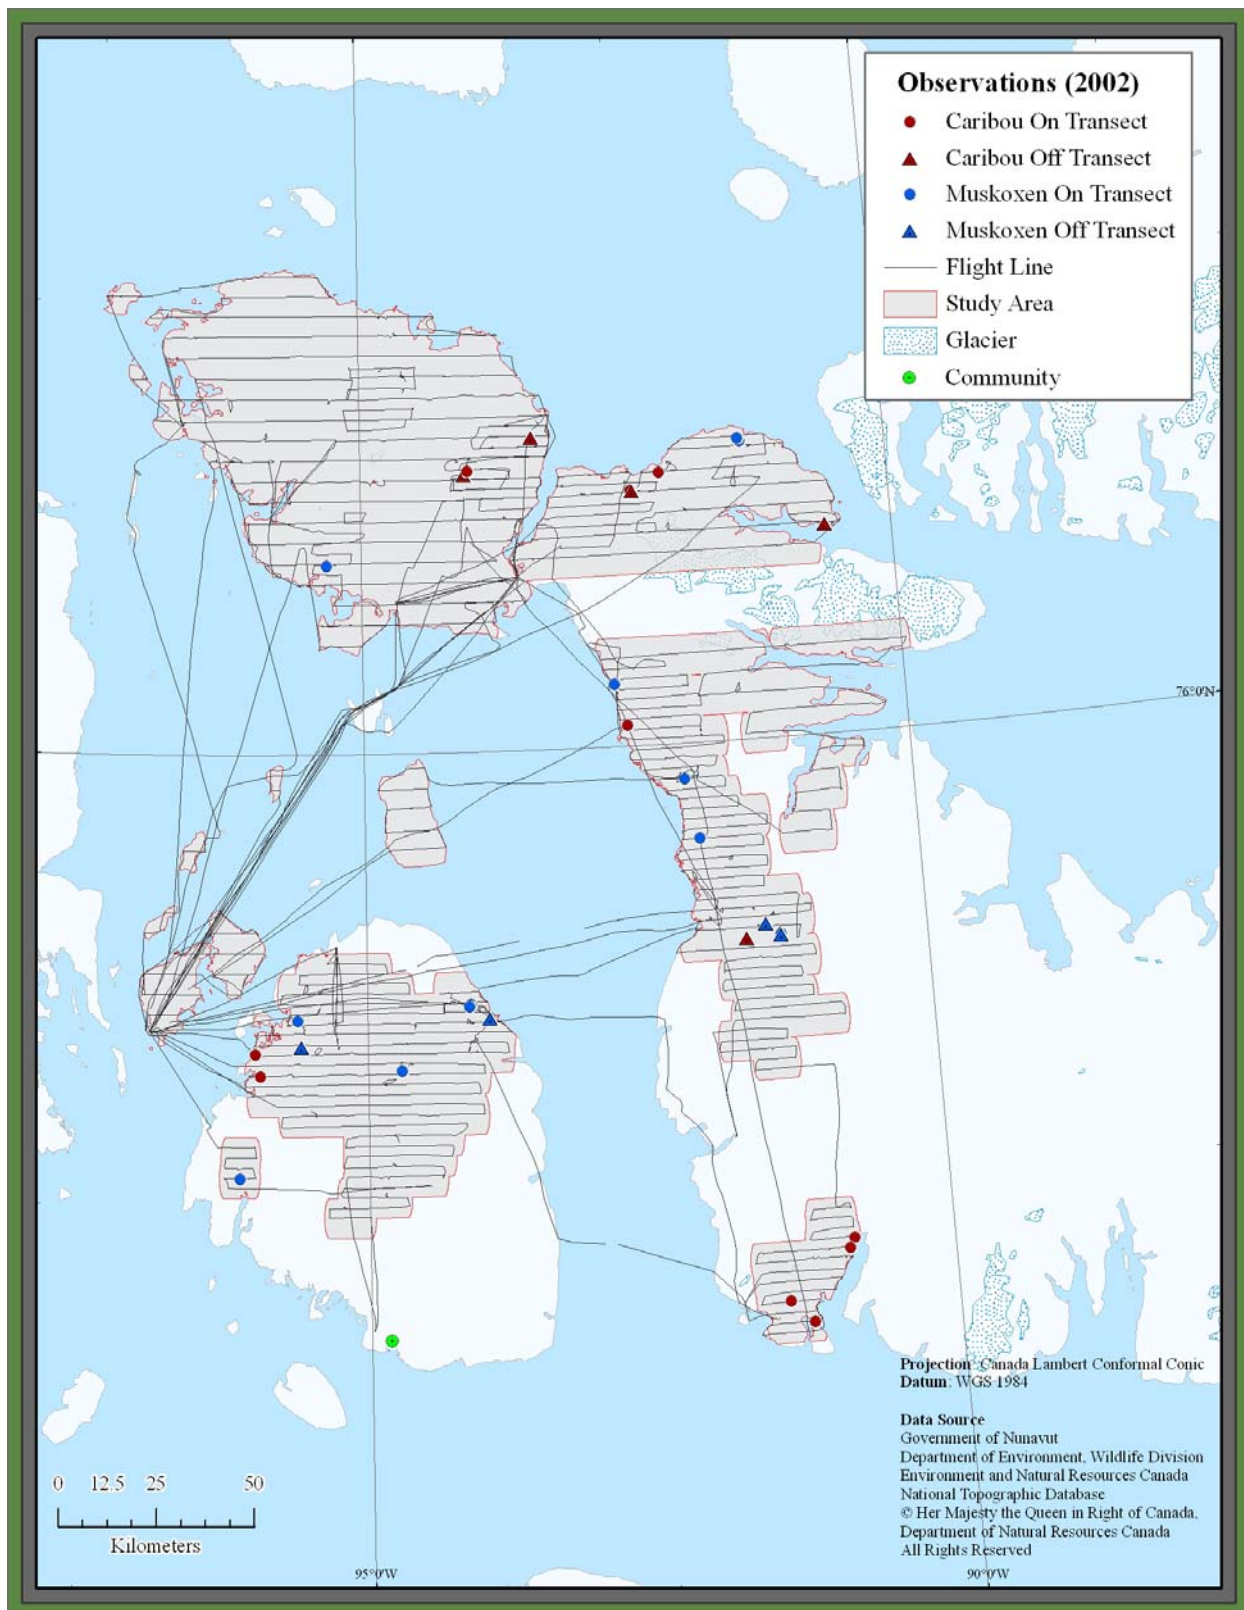 Observations (2002)
Caribou On Transect
Caribou Off Transect
Muskoxen On Transect
Muskoxen Off Transect
Flight Line
Study Area
Glacier
Community
76°0'N
Projection: Canada Lambert Conformal Conic
Datum: WGS 1984
Data Source
Government of Nunavut
Department of Environment, Wildlife Division
Environment and Natural Resources Canada
National Topographic Database
© Her Majesty the Queen in Right of Canada,
Department of Natural Resources Canada
All Rights Reserved
0 12.5 25 50
Kilometers
95°0'W
90°0'W